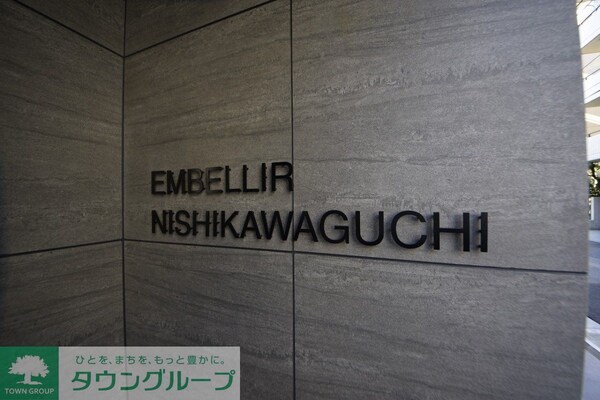 EMBELLIR
NISHIKAWAGUCHI
ひとを、まちを、もっと豊かに。
タウングループ
TOWN GROUP